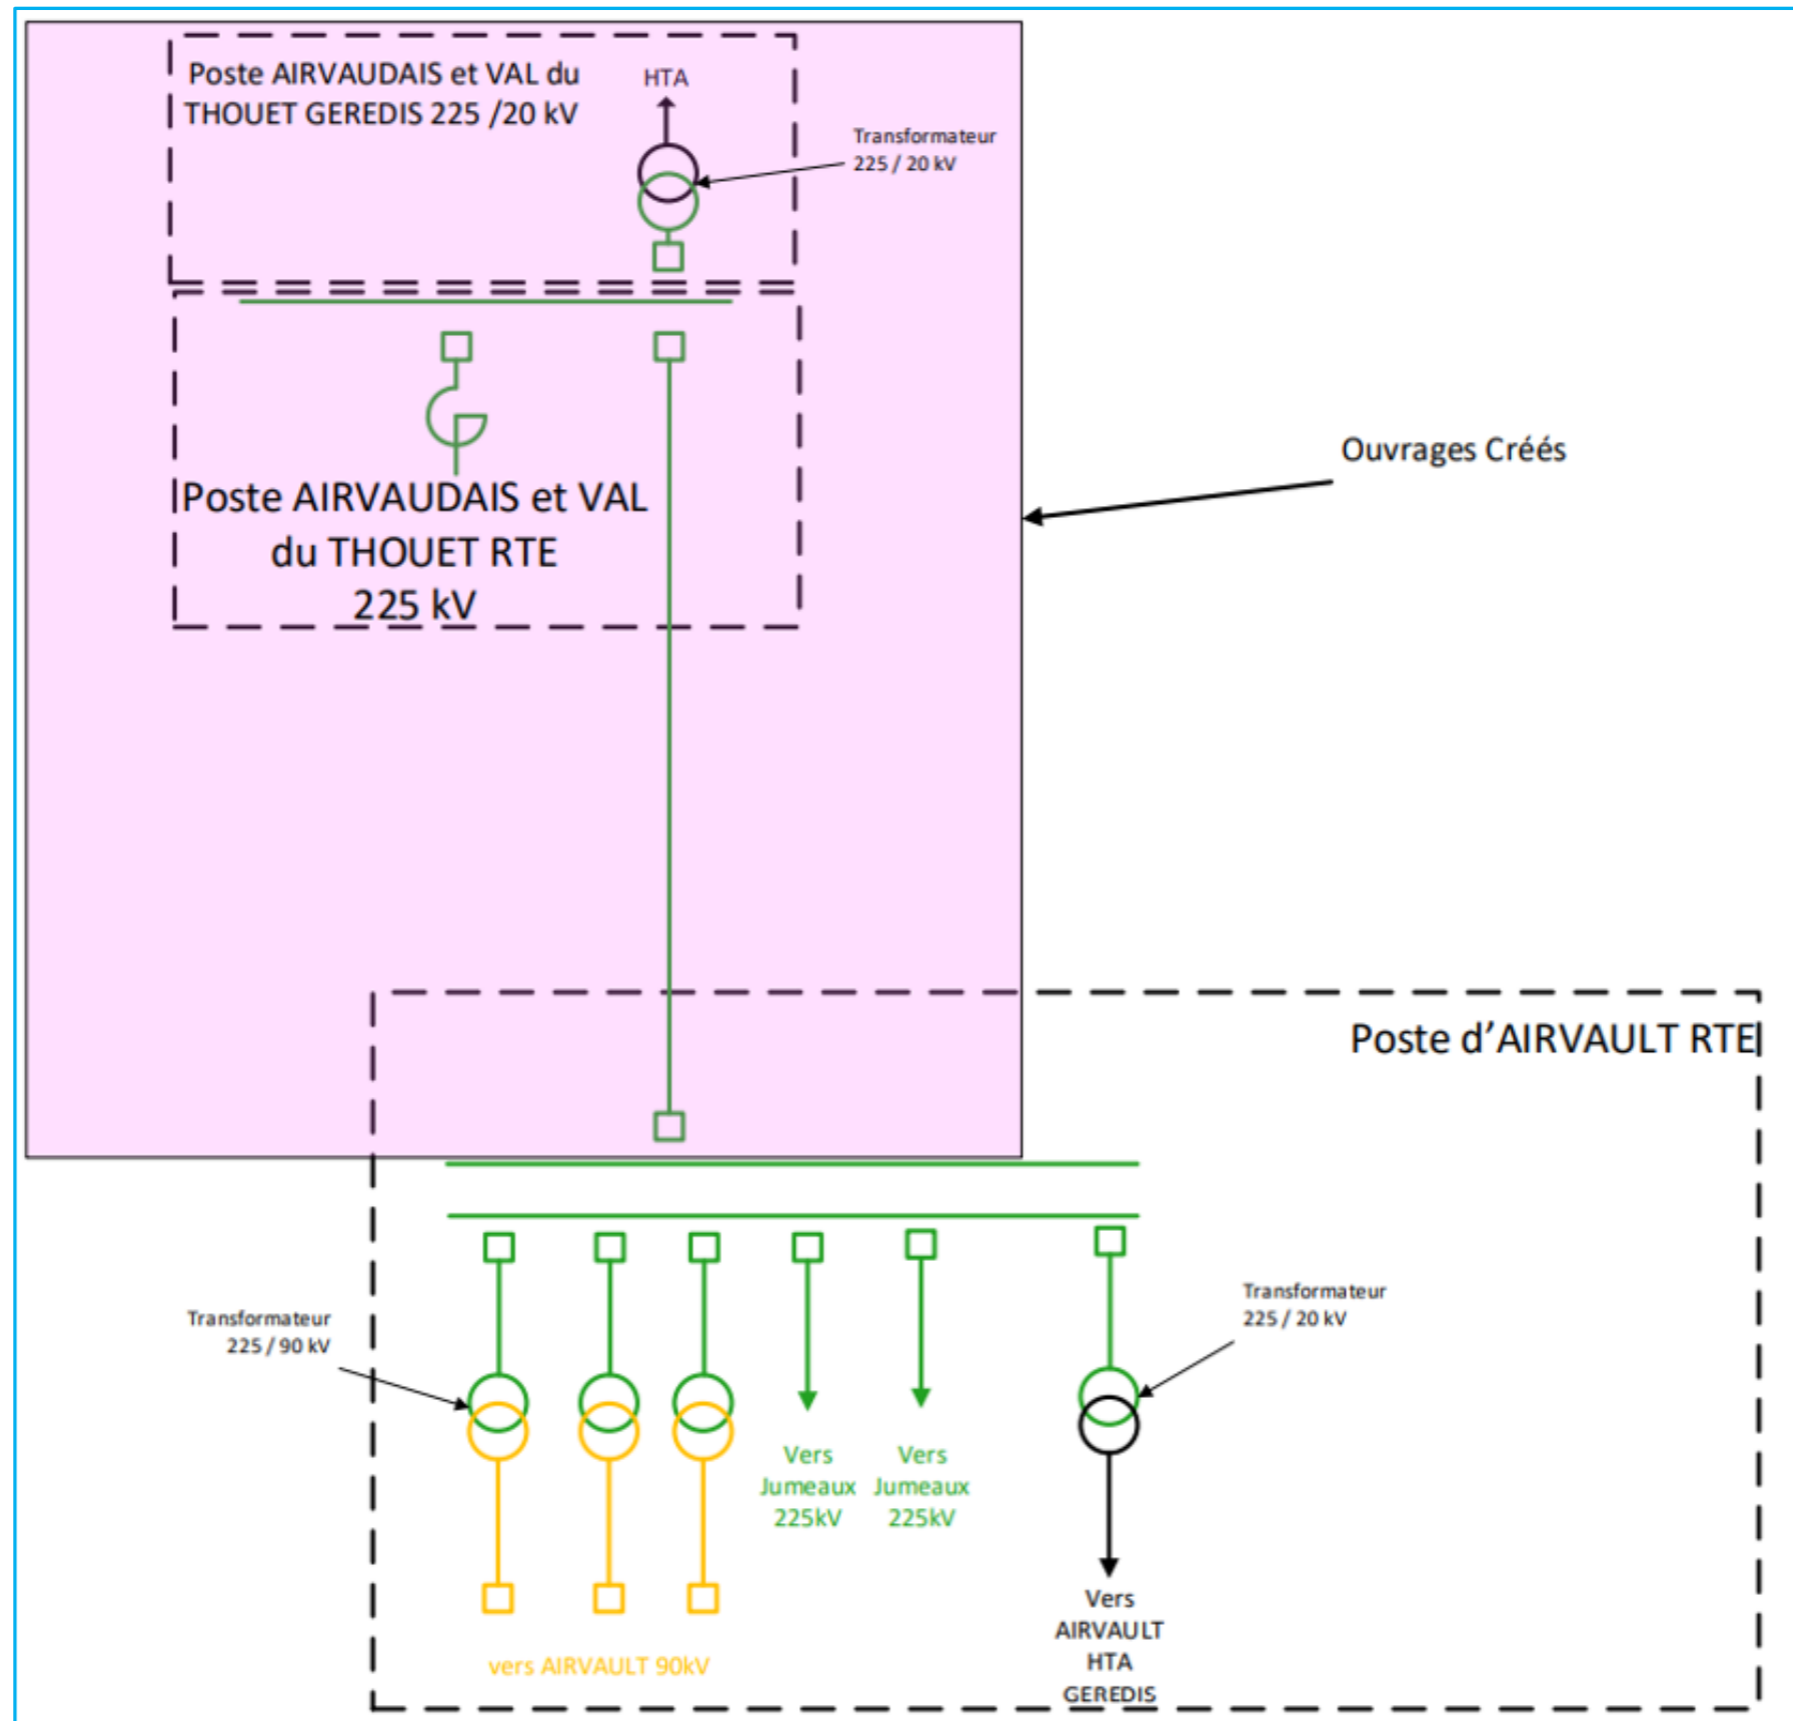 Poste AIRVAUDAIS et VAL du
THOUET GEREDIS 225 /20 kV
HTA
Transformateur
225 / 20 kV
Poste AIRVAUDAIS et VAL
du THOUET RTE
225 kV
Ouvrages Créés
Poste d’AIRVAULT RTE
Transformateur
225 / 90 kV
Transformateur
225 / 20 kV
Vers
Jumeaux
225kV
Vers
Jumeaux
225kV
Vers
AIRVAULT
HTA
GEREDIS
vers AIRVAULT 90kV